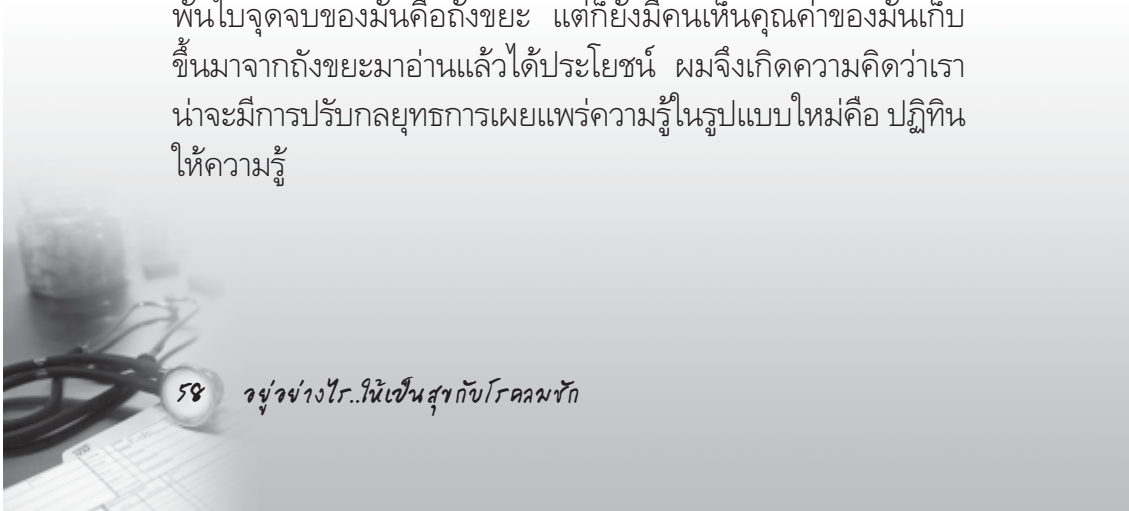 พันใบจุดจบของมันคือถังขยะ แต่ก็ยังมีคนเห็นคุณค่าของมันเก็บ
ขึ้นมาจากถังขยะมาอ่านแล้วได้ประโยชน์ ผมจึงเกิดความคิดว่าเรา
น่าจะมีการปรับกลยุทธการเผยแพร่ความรู้ในรูปแบบใหม่คือ ปฏิทิน
ให้ความรู้
58 อยู่อย่างไร..ให้เป็นสุขกับโรคลมชัก